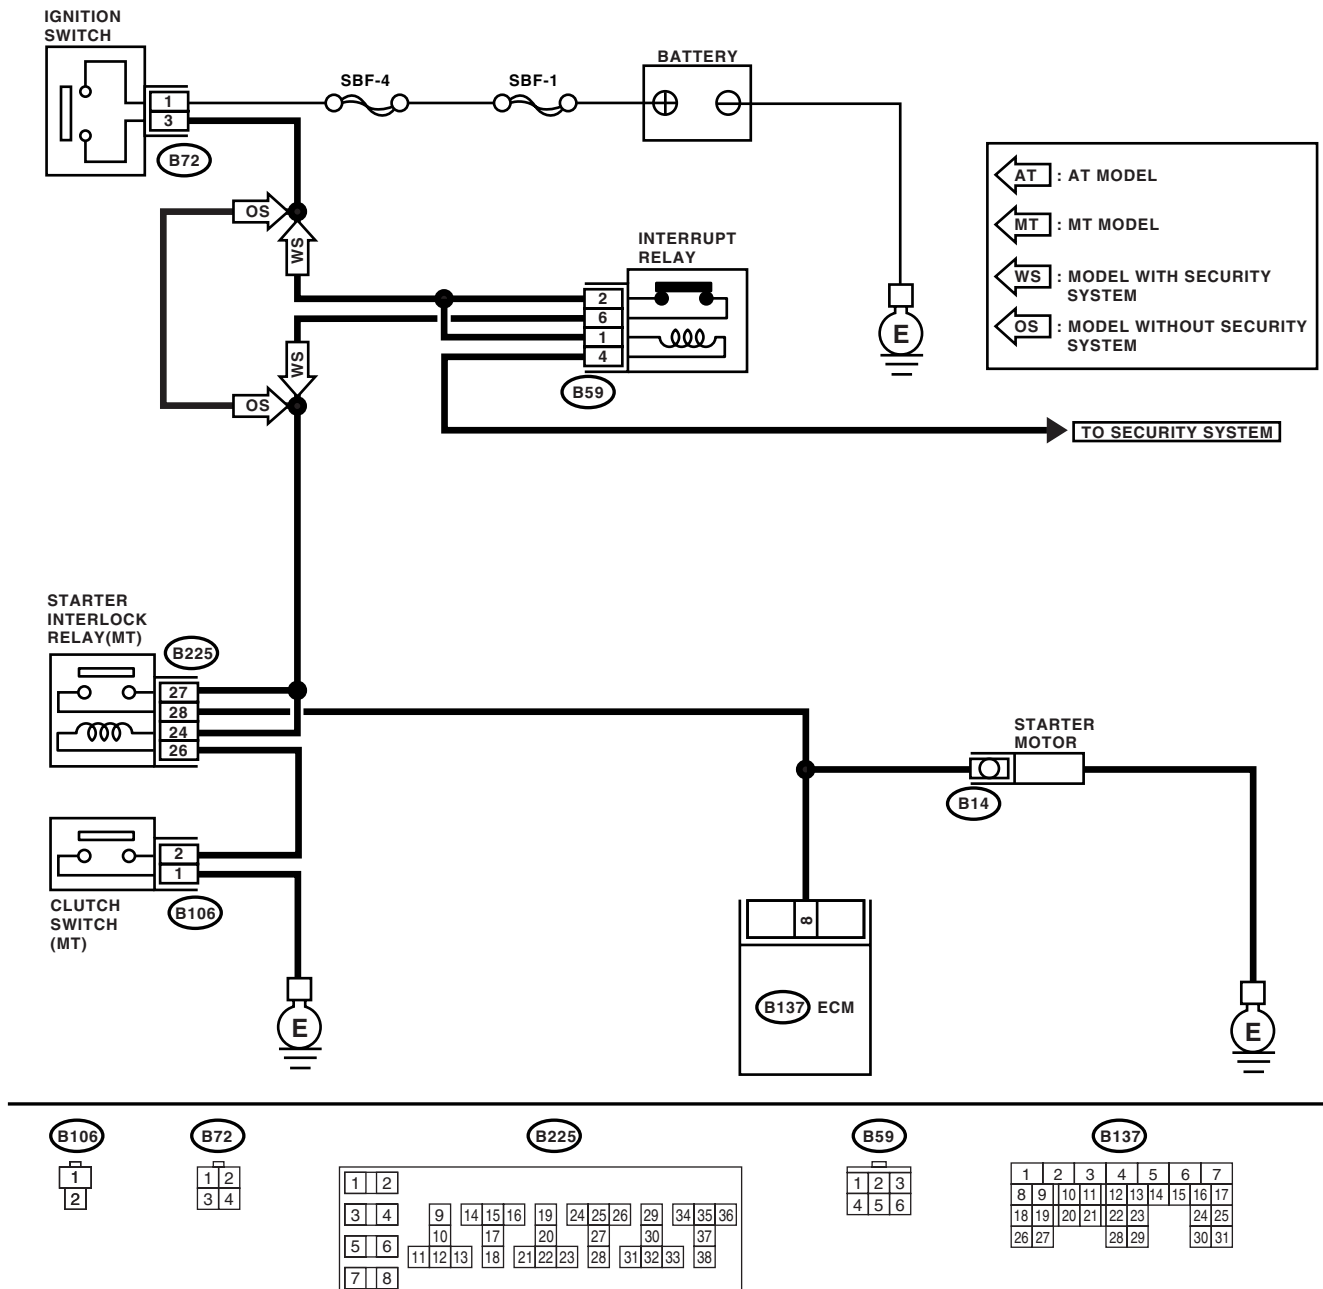 IGNITION
SWITCH
1
3
B72
SBF-4
SBF-1
BATTERY
AT : AT MODEL
MT : MT MODEL
WS : MODEL WITH SECURITY
SYSTEM
OS : MODEL WITHOUT SECURITY
SYSTEM
OS
WS
INTERRUPT
RELAY
2
6
1
4
B59
E
WS
OS
TO SECURITY SYSTEM
STARTER
INTERLOCK
RELAY(MT)
B225
27
28
24
26
STARTER
MOTOR
B14
2
1
B106
CLUTCH
SWITCH
(MT)
8
B137 ECM
E
E
B106
1
2
B72
1 2
3 4
B225
1 2
3 4 9 14 15 16 19 24 25 26 29 34 35 36
10 17 20 27 30 37
5 6 11 12 13 18 21 22 23 28 31 32 33 38
7 8
B59
1 2 3
4 5 6
B137
1 2 3 4 5 6 7
8 9 10 11 12 13 14 15 16 17
18 19 20 21 22 23 24 25
26 27 28 29 30 31